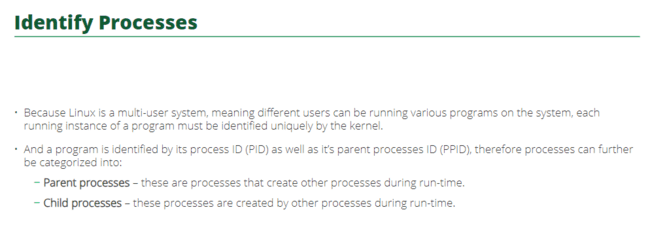 Identify Processes
• Because Linux is a multi-user system, meaning different users can be running various programs on the system, each
running instance of a program must be identified uniquely by the kernel.
• And a program is identified by its process ID (PID) as well as it’s parent processes ID (PPID), therefore processes can further
be categorized into:
– Parent processes – these are processes that create other processes during run-time.
– Child processes – these processes are created by other processes during run-time.